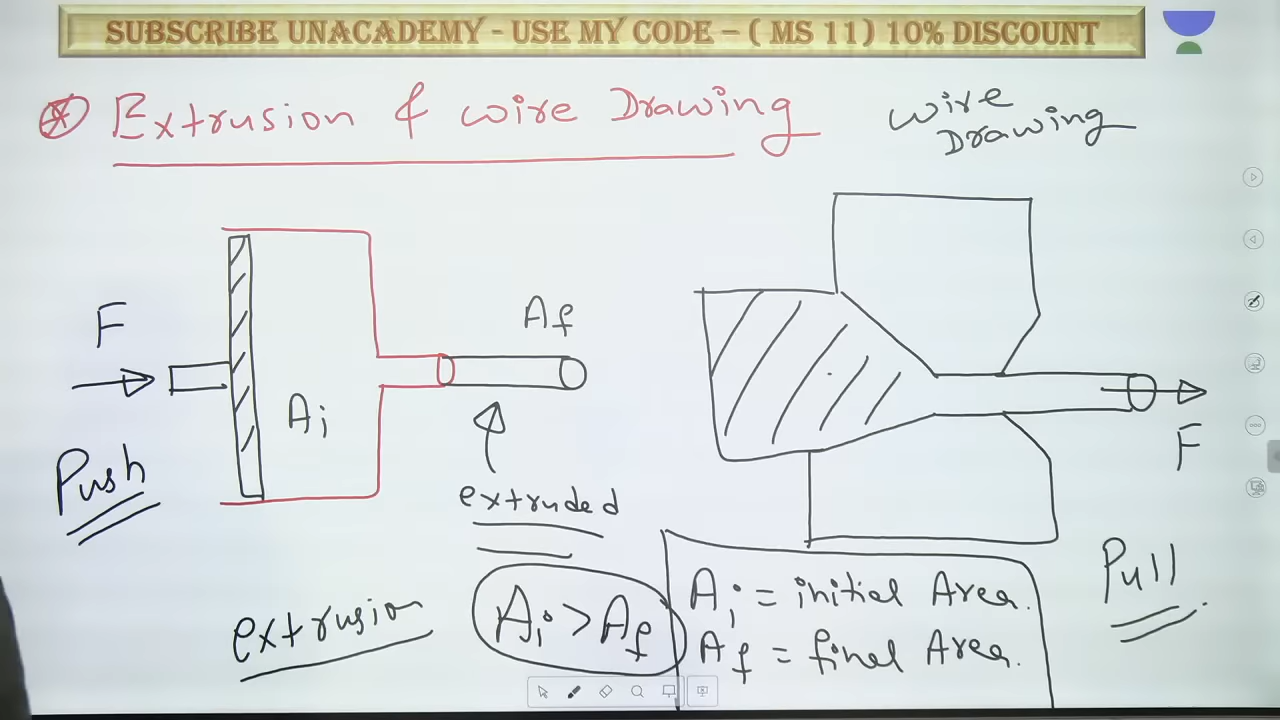 SUBSCRIBE UNACADEMY - USE MY CODE – ( MS 11) 10% DISCOUNT
Extrusion & wire Drawing
wire
Drawing
F
Push
Ai
Af
extruded
extrusion
Ai > Af
F
Pull
Ai = initial Area.
Af = final Area.